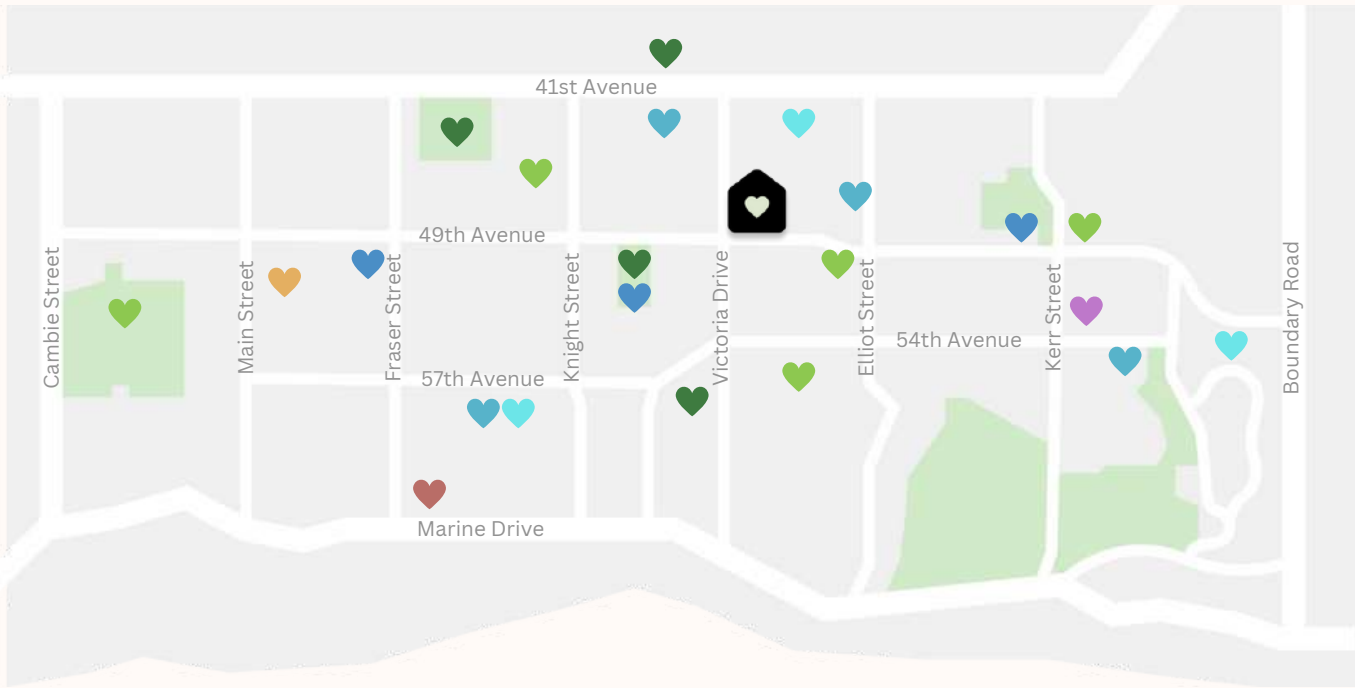 41st Avenue
49th Avenue
Cambie Street
Main Street
Fraser Street
Knight Street
Victoria Drive
Elliot Street
Kerr Street
Boundary Road
54th Avenue
57th Avenue
Marine Drive